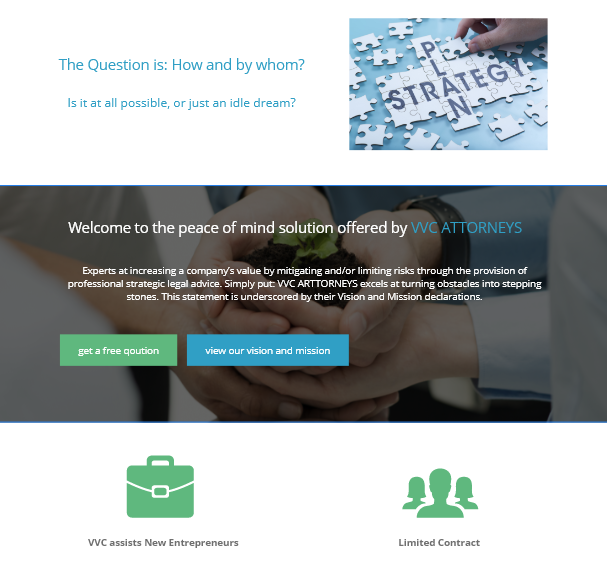 The Question is: How and by whom?
Is it at all possible, or just an idle dream?
PLAN
STRATEGY
Welcome to the peace of mind solution offered by VVC ATTORNEYS
Experts at increasing a company's value by mitigating and/or limiting risks through the provision of
professional strategic legal advice. Simply put: VVC ARTTORNEYS excels at turning obstacles into stepping
stones. This statement is underscored by their Vision and Mission declarations.
get a free qoution
view our vision and mission
VVC assists New Entrepreneurs
Limited Contract